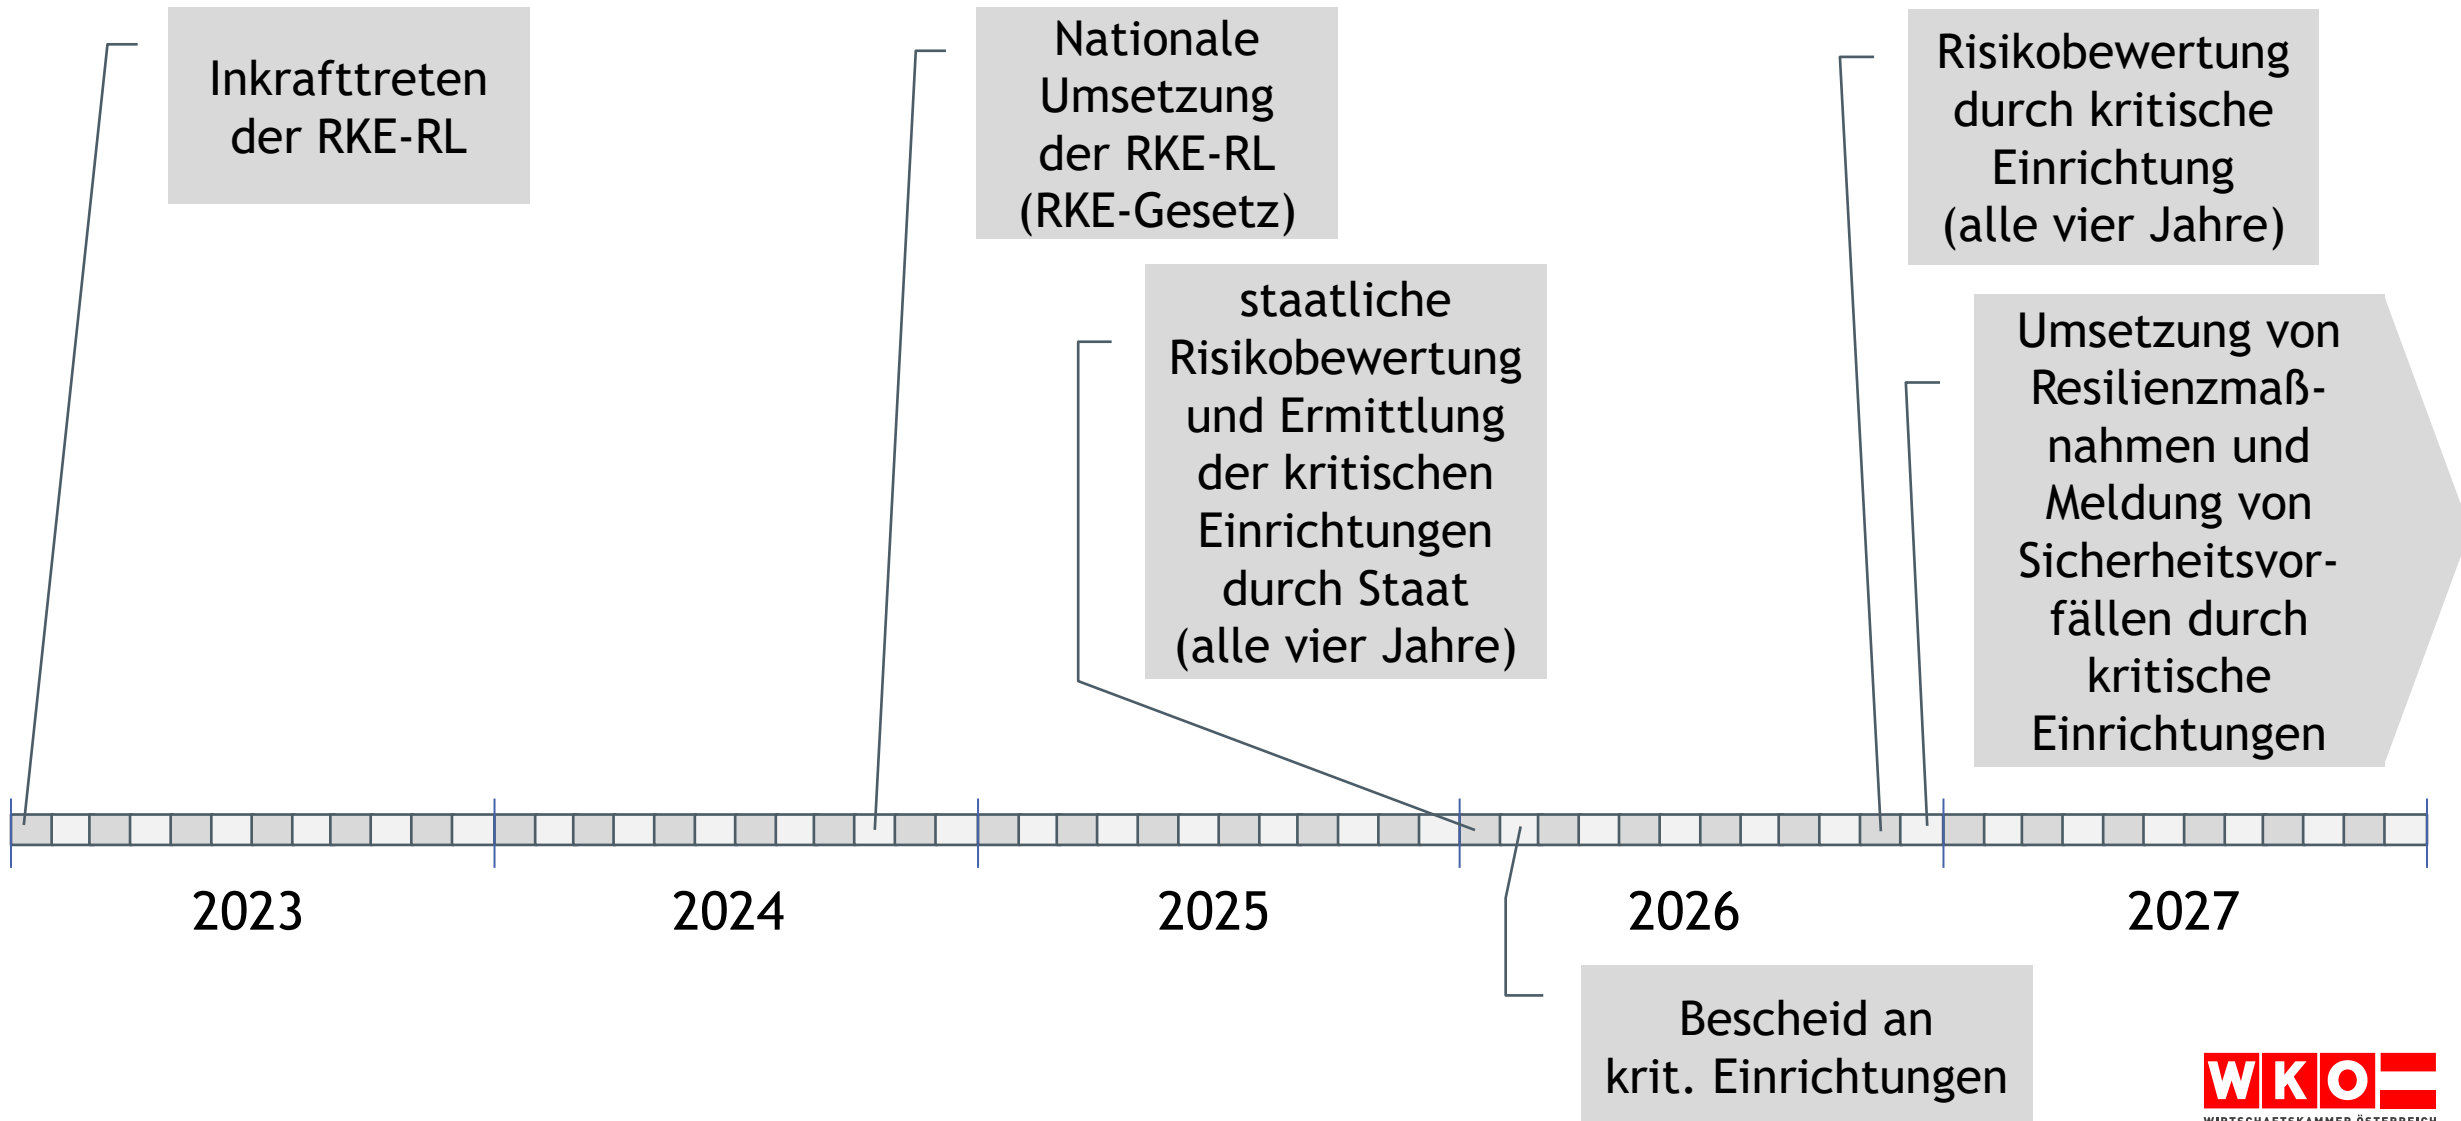 Inkrafttreten
der RKE-RL
Nationale
Umsetzung
der RKE-RL
(RKE-Gesetz)
staatliche
Risikobewertung
und Ermittlung
der kritischen
Einrichtungen
durch Staat
(alle vier Jahre)
Risikobewertung
durch kritische
Einrichtung
(alle vier Jahre)
Umsetzung von
Resilienzmaß-
nahmen und
Meldung von
Sicherheitsvor-
fällen durch
kritische
Einrichtungen
2023
2024
2025
2026
2027
Bescheid an
krit. Einrichtungen
WKO
WIRTSCHAFTSKAMMER ÖSTERREICH